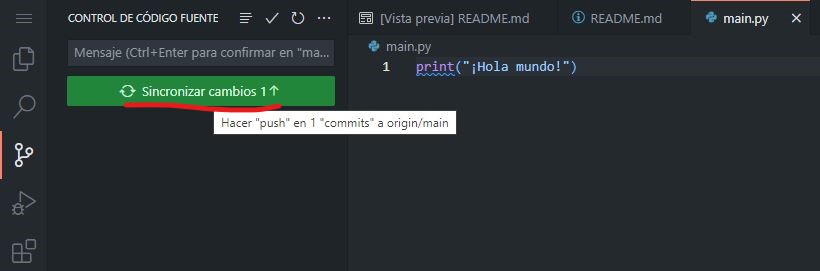 CONTROL DE CÓDIGO FUENTE
Mensaje (Ctrl+Enter para confirmar en "ma...
Sincronizar cambios 1↑
Hacer "push" en 1 "commits" a origin/main
[Vista previa] README.md
README.md
main.py
main.py
1 print("¡Hola mundo!")